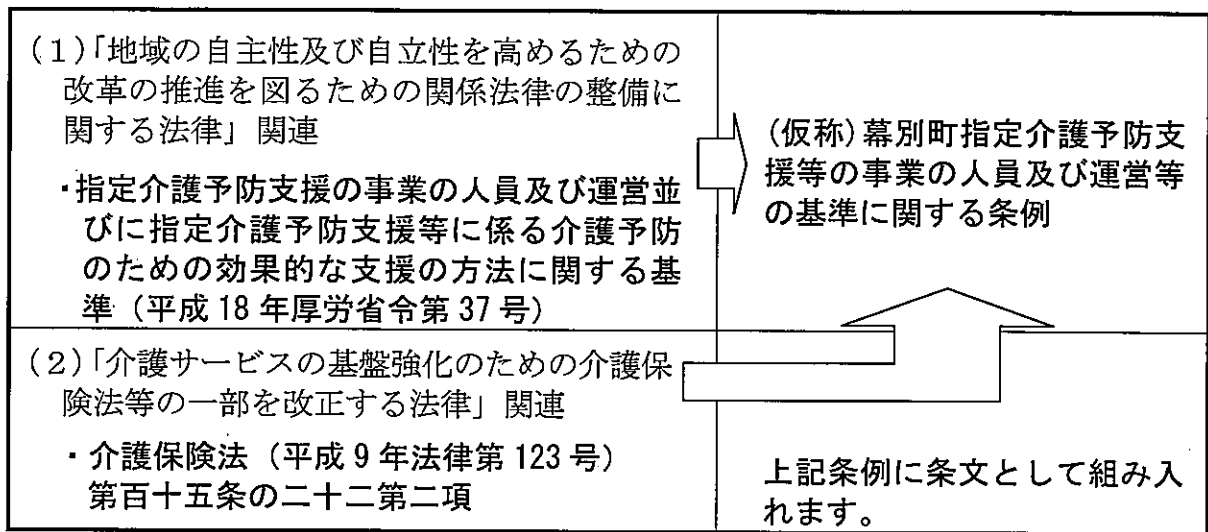 (1)「地域の自主性及び自立性を高めるための
改革の推進を図るための関係法律の整備に
関する法律」関連
・指定介護予防支援の事業の人員及び運営並
びに指定介護予防支援等に係る介護予防
のための効果的な支援の方法に関する基
準(平成18年厚労省令第37号)
(仮称)幕別町指定介護予防支
援等の事業の人員及び運営等
の基準に関する条例
(2)「介護サービスの基盤強化のための介護保
険法等の一部を改正する法律」関連
・介護保険法(平成9年法律第123号)
第百十五条の二十二第二項
上記条例に条文として組み入
れます。